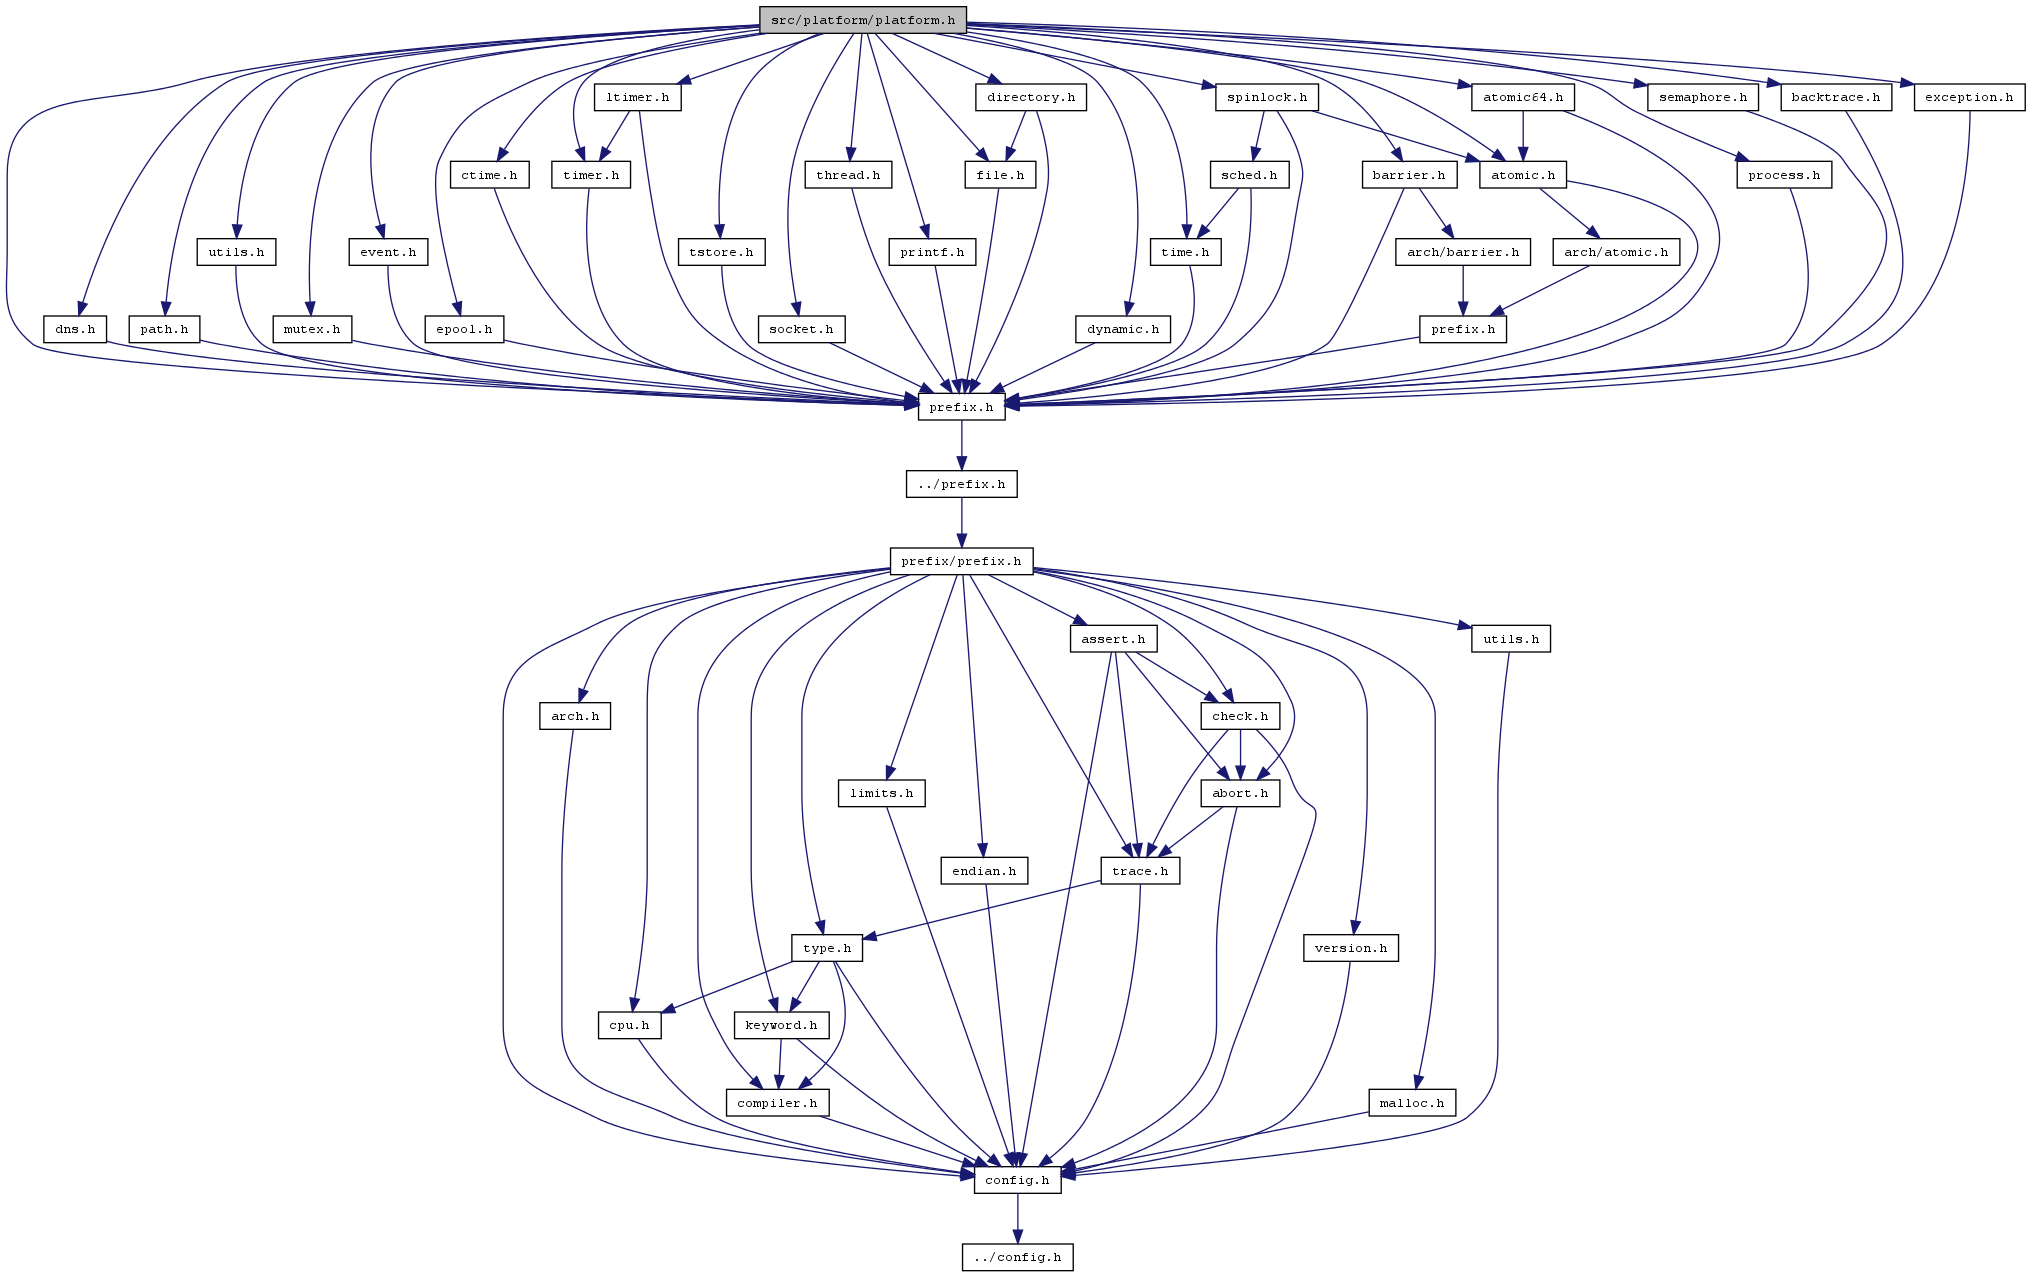 src/platform/platform.h
ltimer.h
directory.h
spinlock.h
atomic64.h
semaphore.h
backtrace.h
exception.h
ctime.h
timer.h
thread.h
file.h
sched.h
barrier.h
atomic.h
process.h
utils.h
event.h
tstore.h
printf.h
time.h
arch/barrier.h
arch/atomic.h
dns.h
path.h
mutex.h
epool.h
socket.h
dynamic.h
prefix.h
prefix.h
../prefix.h
prefix/prefix.h
assert.h
utils.h
arch.h
check.h
limits.h
abort.h
endian.h
trace.h
type.h
version.h
cpu.h
keyword.h
compiler.h
malloc.h
config.h
../config.h